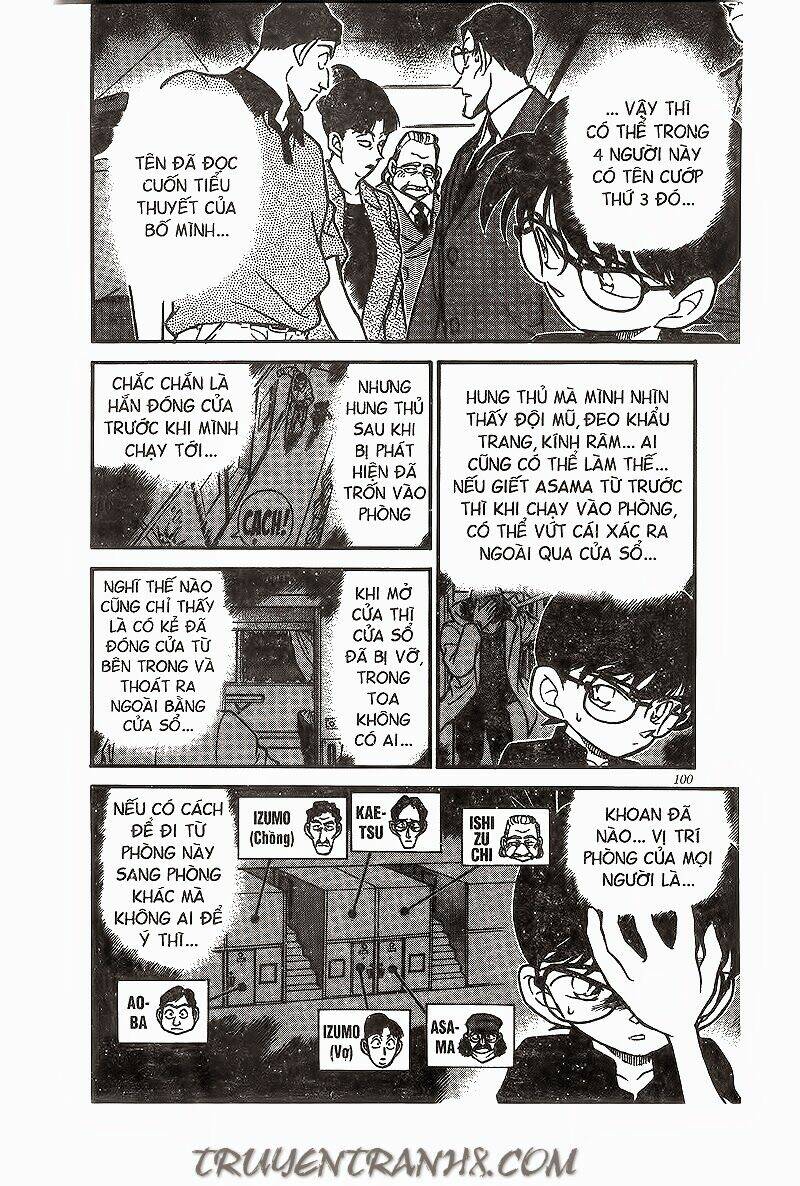 ... VẬY THÌ
CÓ THỂ TRONG
4 NGƯỜI NÀY
CÓ TÊN CƯỚP
THỨ 3 ĐÓ...
TÊN ĐÃ ĐỌC
CUỐN TIỂU
THUYẾT CỦA
BỐ MÌNH...
HUNG THỦ MÀ MÌNH NHÌN
THẤY ĐỘI MŨ, ĐEO KHẨU
TRANG, KÍNH RÂM... AI
CŨNG CÓ THỂ LÀM THẾ...
NẾU GIẾT ASAMA TỪ TRƯỚC
THÌ KHI CHẠY VÀO PHÒNG,
CÓ THỂ VỨT CÁI XÁC RA
NGOÀI QUA CỬA SỔ...
NHƯNG
HUNG THỦ
SAU KHI
BỊ PHÁT
HIỆN ĐÃ
TRỐN VÀO
PHÒNG
CHẮC CHẮN LÀ
HẮN ĐÓNG CỬA
TRƯỚC KHI MÌNH
CHẠY TỚI...
CẠCH!
KHI MỞ
CỬA THÌ
CỬA SỔ
ĐÃ BỊ VỠ,
TRONG
TOA
KHÔNG
CÓ AI...
NGHĨ THẾ NÀO
CŨNG CHỈ THẤY
LÀ CÓ KẺ ĐÃ
ĐÓNG CỬA TỪ
BÊN TRONG VÀ
THOÁT RA
NGOÀI BẰNG
CỬA SỔ...
100
KHOAN ĐÃ
NÀO... VỊ TRÍ
PHÒNG CỦA MỌI
NGƯỜI LÀ...
ISHI
ZU
CHI
KAE-
TSU
IZUMO
(Chồng)
NẾU CÓ CÁCH
ĐỂ ĐI TỪ
PHÒNG NÀY
SANG PHÒNG
KHÁC MÀ
KHÔNG AI ĐỂ
Ý THÌ...
ASA-
MA
IZUMO
(Vợ)
AO-
BA
TRUYENTRANH8.COM